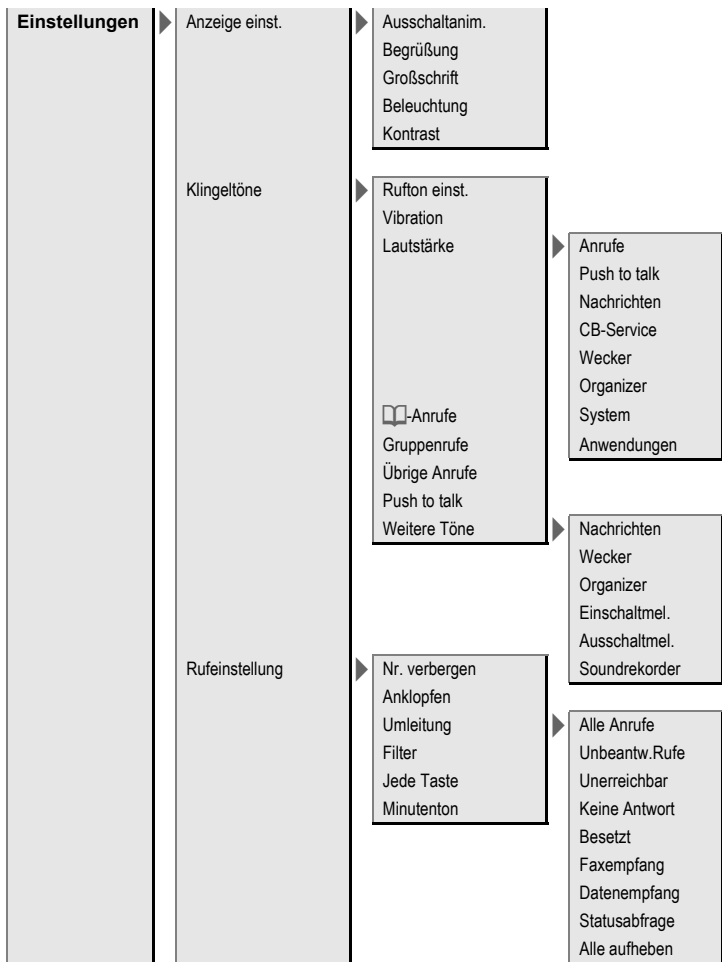 Einstellungen
Anzeige einst.
Ausschaltanim.
Begrüßung
Großschrift
Beleuchtung
Kontrast
Klingeltöne
Rufton einst.
Vibration
Lautstärke
Anrufe
Push to talk
Nachrichten
CB-Service
Wecker
Organizer
System
Anwendungen
-Anrufe
Gruppenrufe
Übrige Anrufe
Push to talk
Weitere Töne
Nachrichten
Wecker
Organizer
Einschaltmel.
Ausschaltmel.
Soundrekorder
Rufeinstellung
Nr. verbergen
Anklopfen
Umleitung
Alle Anrufe
Unbeantw.Rufe
Unerreichbar
Keine Antwort
Besetzt
Faxempfang
Datenempfang
Statusabfrage
Alle aufheben
Filter
Jede Taste
Minutenton